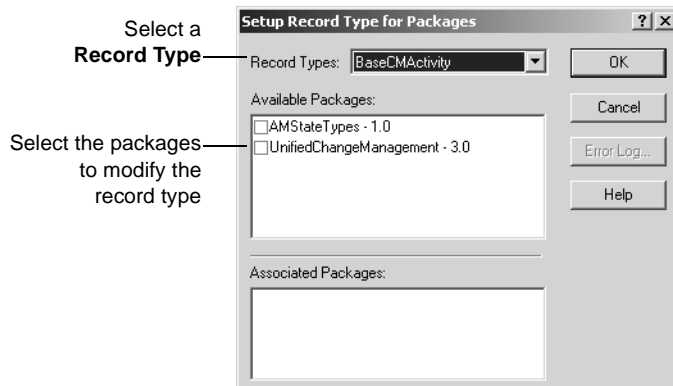 Select a
Record Type
Select the packages
to modify the
record type
Setup Record Type for Packages
Record Types: BaseCMActivity
OK
Available Packages:
Cancel
AMStateTypes - 1.0
UnifiedChangeManagement - 3.0
Error Log...
Help
Associated Packages: